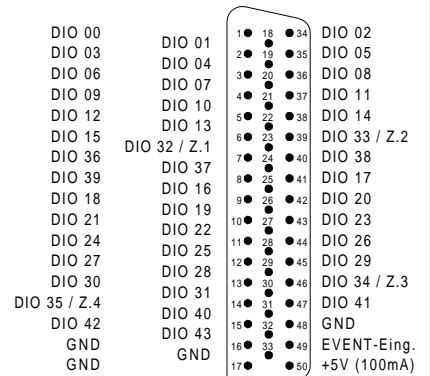 DIO 00 1 18 34 DIO 02
DIO 01
DIO 03 2 19 35 DIO 05
DIO 04
DIO 06 3 20 36 DIO 08
DIO 07
DIO 09 4 21 37 DIO 11
DIO 10
DIO 12 5 22 38 DIO 14
DIO 13
DIO 15 6 23 39 DIO 33 / Z.2
DIO 32 / Z.1
DIO 36 7 24 40 DIO 38
DIO 37
DIO 39 8 25 41 DIO 17
DIO 16
DIO 18 9 26 42 DIO 20
DIO 19
DIO 21 10 27 43 DIO 23
DIO 22
DIO 24 11 28 44 DIO 26
DIO 25
DIO 27 12 29 45 DIO 29
DIO 28
DIO 30 13 30 46 DIO 34 / Z.3
DIO 31
DIO 35 / Z.4 14 31 47 DIO 41
DIO 40
DIO 42 15 32 48 GND
DIO 43
GND 16 33 49 EVENT-Eing.
GND
GND 17 50 +5V (100mA)